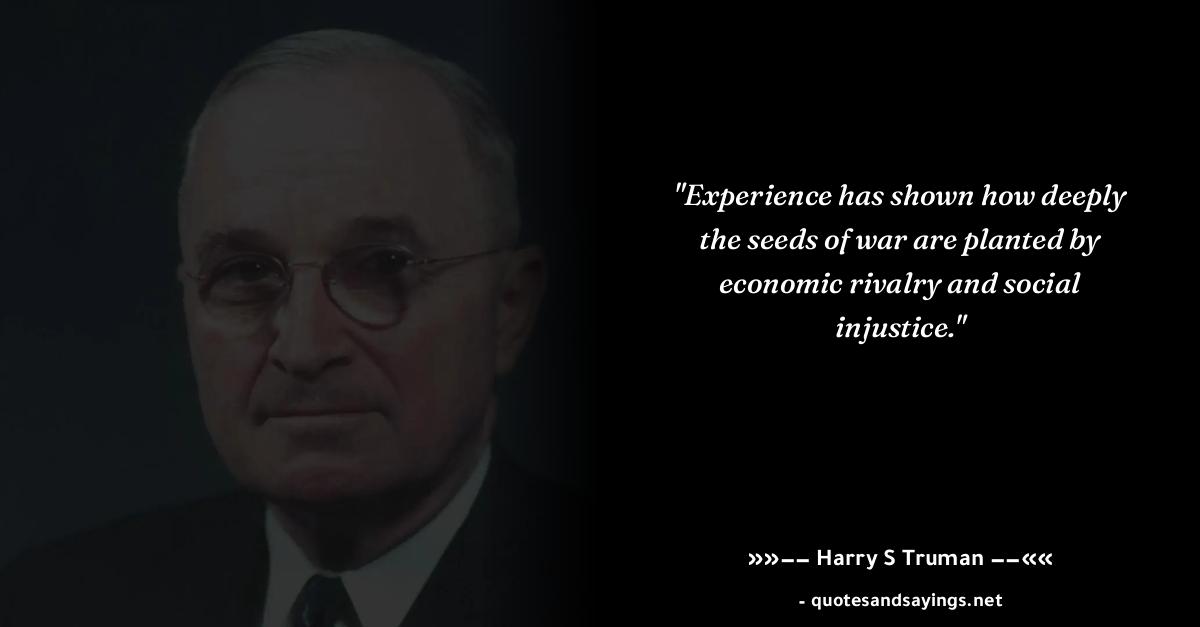 "Experience has shown how deeply
the seeds of war are planted by
economic rivalry and social
injustice."
»»−− Harry S Truman −−««
- quotesandsayings.net